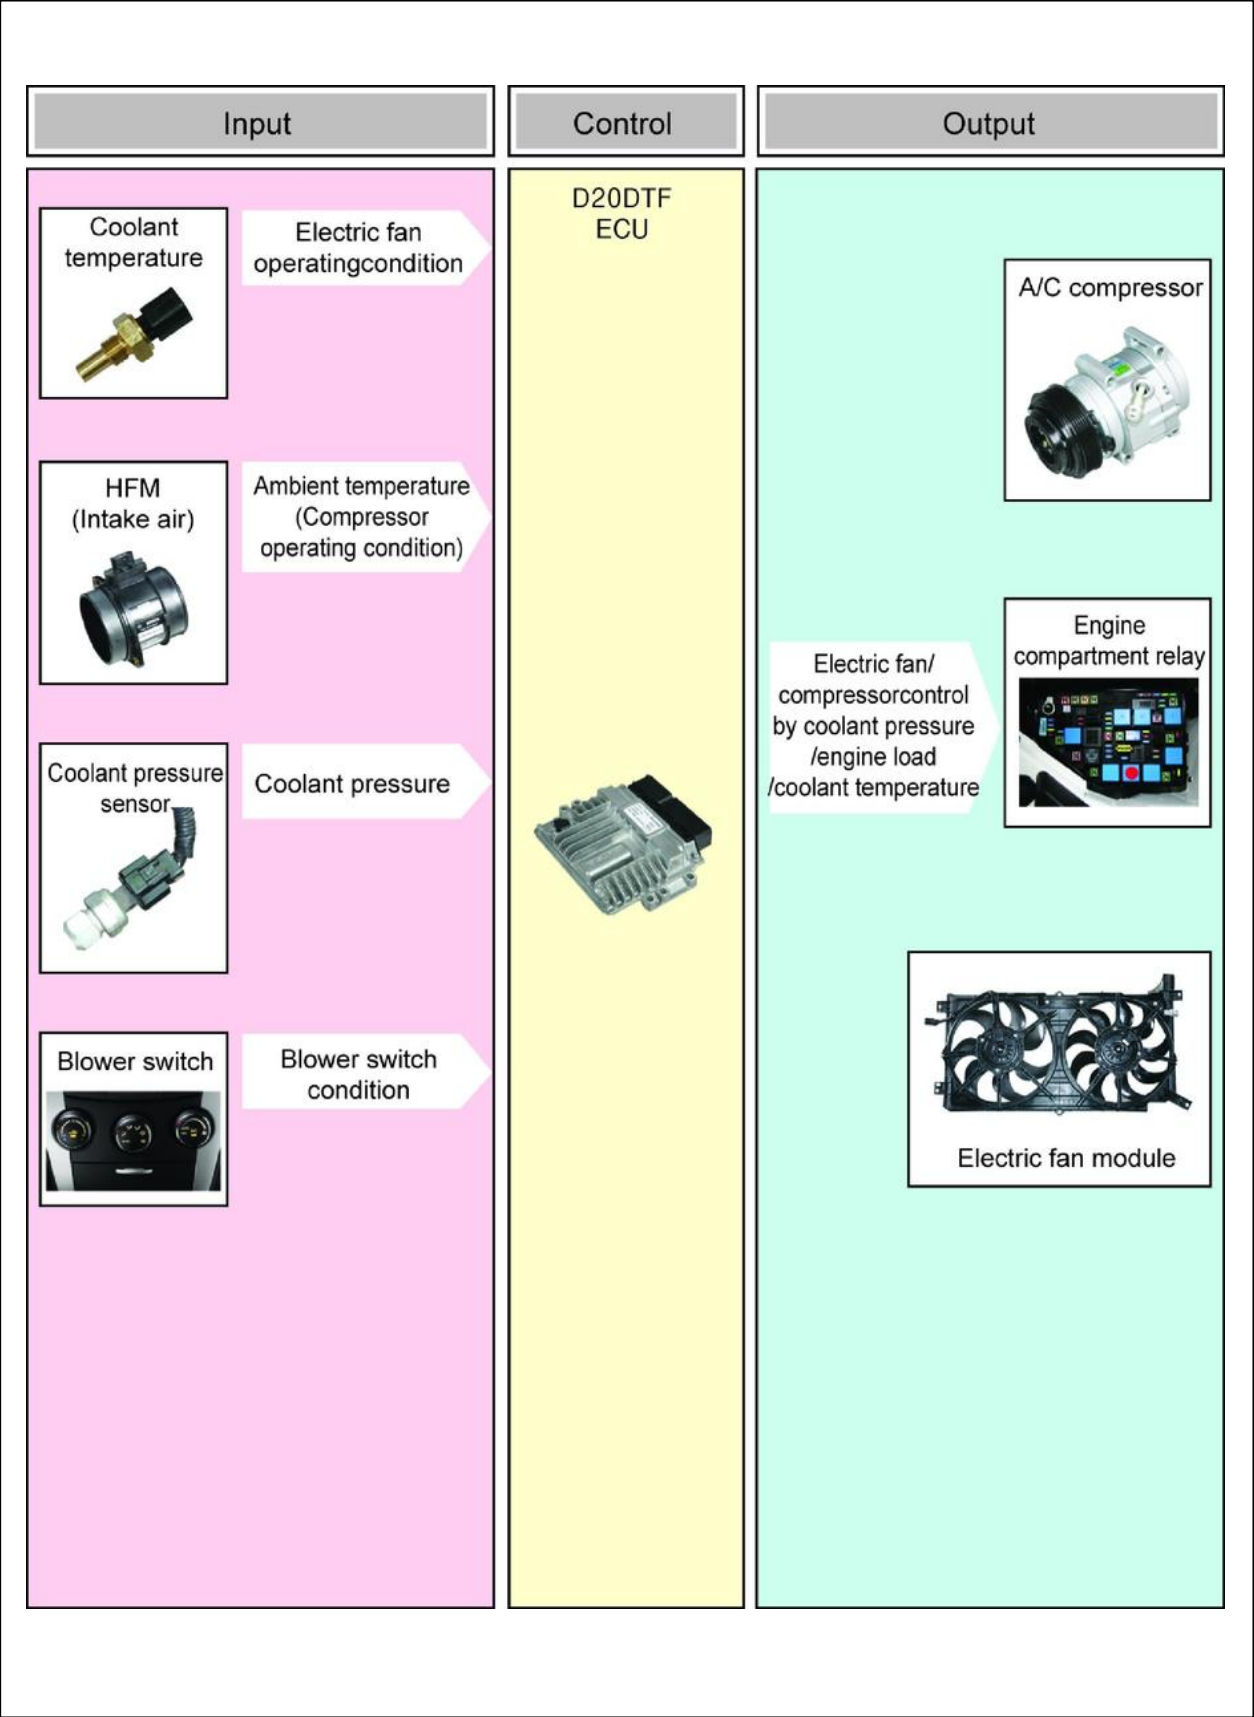 Input
Control
Output
Coolant
temperature
Electric fan
operatingcondition
HFM
(Intake air)
Ambient temperature
(Compressor
operating condition)
Coolant pressure
sensor
Coolant pressure
Blower switch
Blower switch
condition
D20DTF
ECU
A/C compressor
Electric fan/
compressorcontrol
by coolant pressure
/engine load
/coolant temperature
Engine
compartment relay
Electric fan module